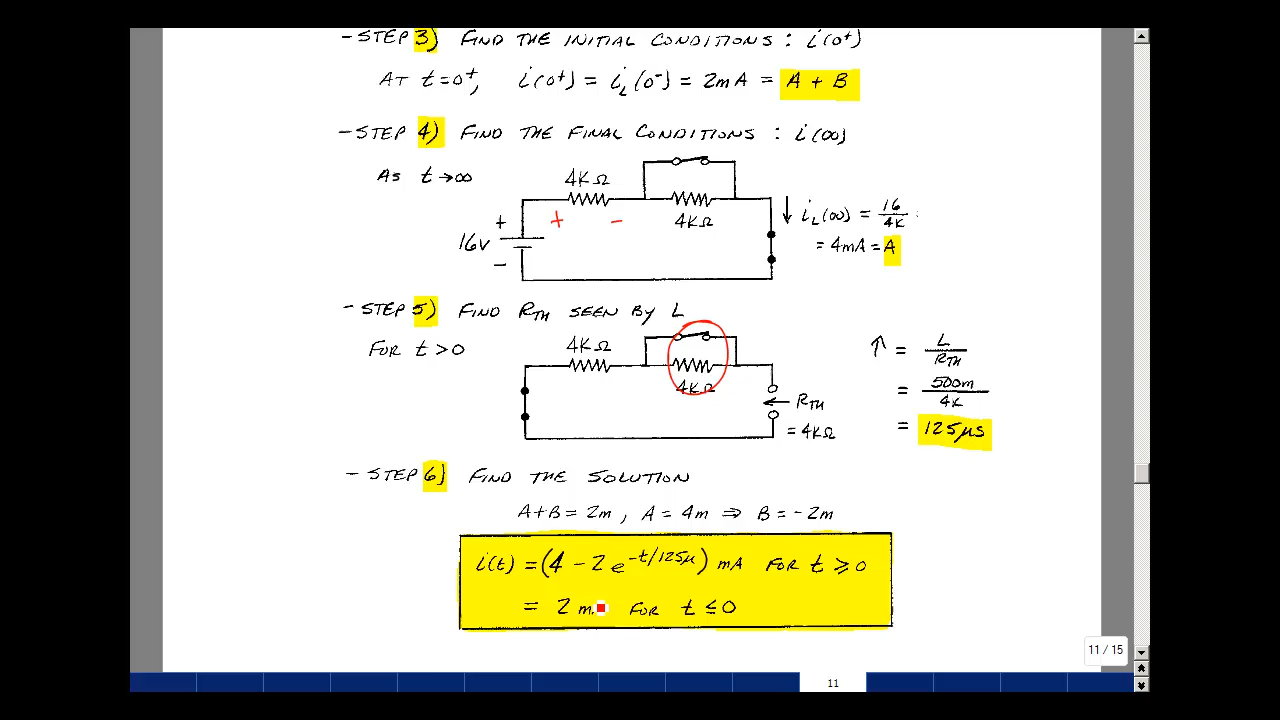 - STEP 3) FIND THE INITIAL CONDITIONS : i(0+)
AT t=0+, i(0+) = iL(0-) = 2mA = A + B
- STEP 4) FIND THE FINAL CONDITIONS : i(∞)
AS t→∞
4KΩ
+ -
4KΩ
+
16V
-
↓ iL(∞) = 16/4K
= 4mA = A
- STEP 5) FIND RTH SEEN BY L
FOR t > 0
4KΩ
4KΩ
← RTH
= 4KΩ
τ = L/RTH
= 500m/4K
= 125μs
- STEP 6) FIND THE SOLUTION
A+B = 2m, A = 4m ⇒ B = -2m
i(t) = (4 - 2e^-t/125μ) mA FOR t ≥ 0
= 2 m FOR t ≤ 0
11 / 15
11